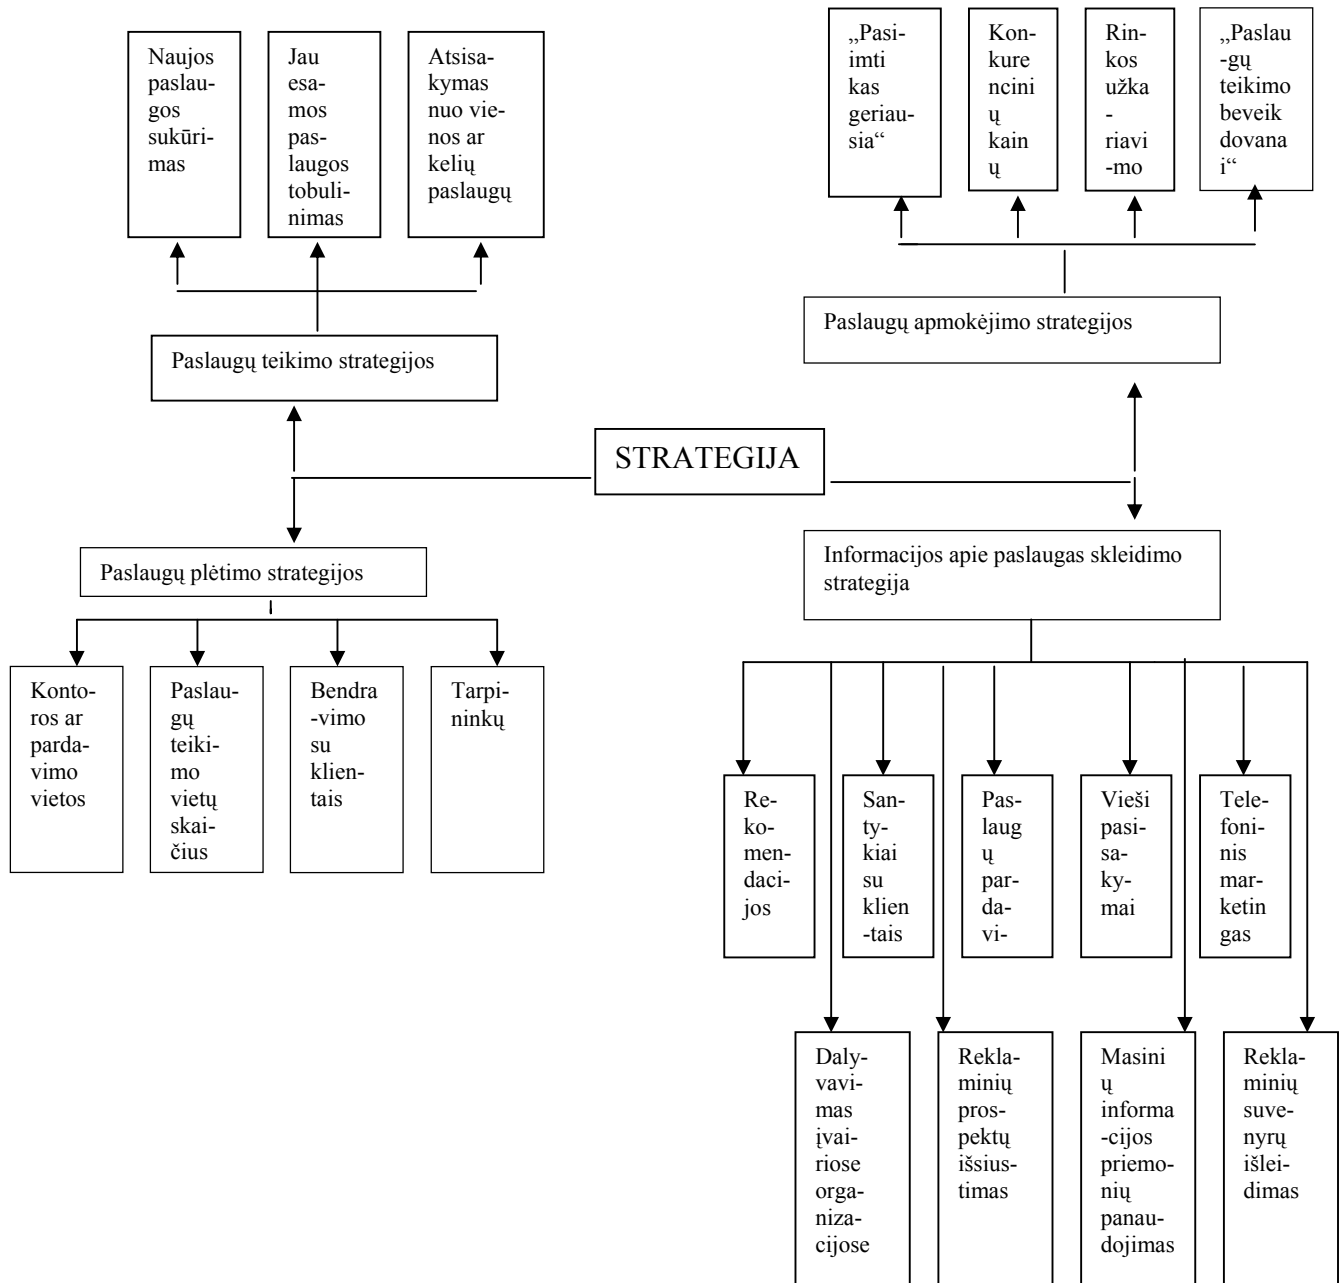 Naujos
paslau-
gos
sukūri-
mas
Jau
esa-
mos
pas-
laugos
tobuli-
nimas
Atsisa-
kymas
nuo vie-
nos ar
kelių
paslaugų
„Pasi-
imti
kas
geriau-
sia“
Kon-
kure
ncini
ų
kain
ų
Rin-
kos
užka
-
riavi
-mo
„Paslau
-gų
teikimo
beveik
dovana
i“
Paslaugų teikimo strategijos
Paslaugų apmokėjimo strategijos
STRATEGIJA
Paslaugų plėtimo strategijos
Informacijos apie paslaugas skleidimo
strategija
Konto-
ros ar
parda-
vimo
vietos
Paslau-
gų
teiki-
mo
vietų
skai-
čius
Bendra
-vimo
su
klien-
tais
Tarpi-
ninkų
Re-
ko-
men-
daci-
jos
San-
ty-
kiai
su
klien
-tais
Pas-
laug
ų
par-
da-
vi-
Vieši
pasi-
sa-
ky-
mai
Tele-
foni-
nis
mar-
ketin
gas
Daly-
vavi-
mas
įvai-
riose
orga-
niza-
cijose
Rekla-
minių
pros-
pektų
išsius-
timas
Masini
ų
informa
-cijos
priemo-
nių
panau-
dojimas
Rekla-
minių
suve-
nyrų
išlei-
dimas